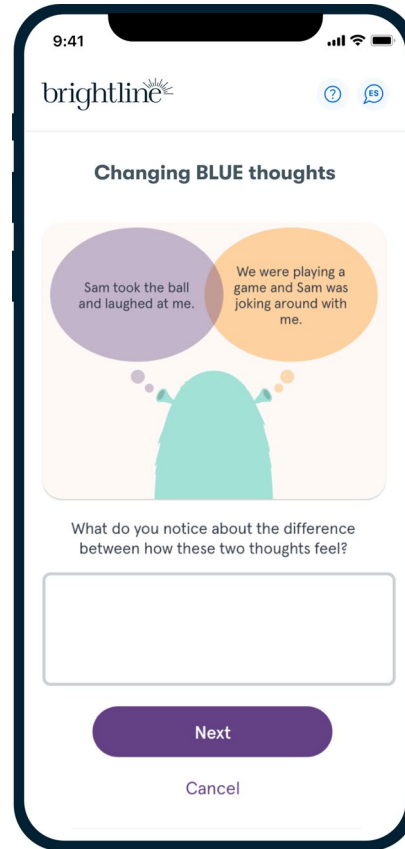 9:41
brightline
?
ES
Changing BLUE thoughts
Sam took the ball
and laughed at me.
We were playing a
game and Sam was
joking around with
me.
What do you notice about the difference
between how these two thoughts feel?
Next
Cancel